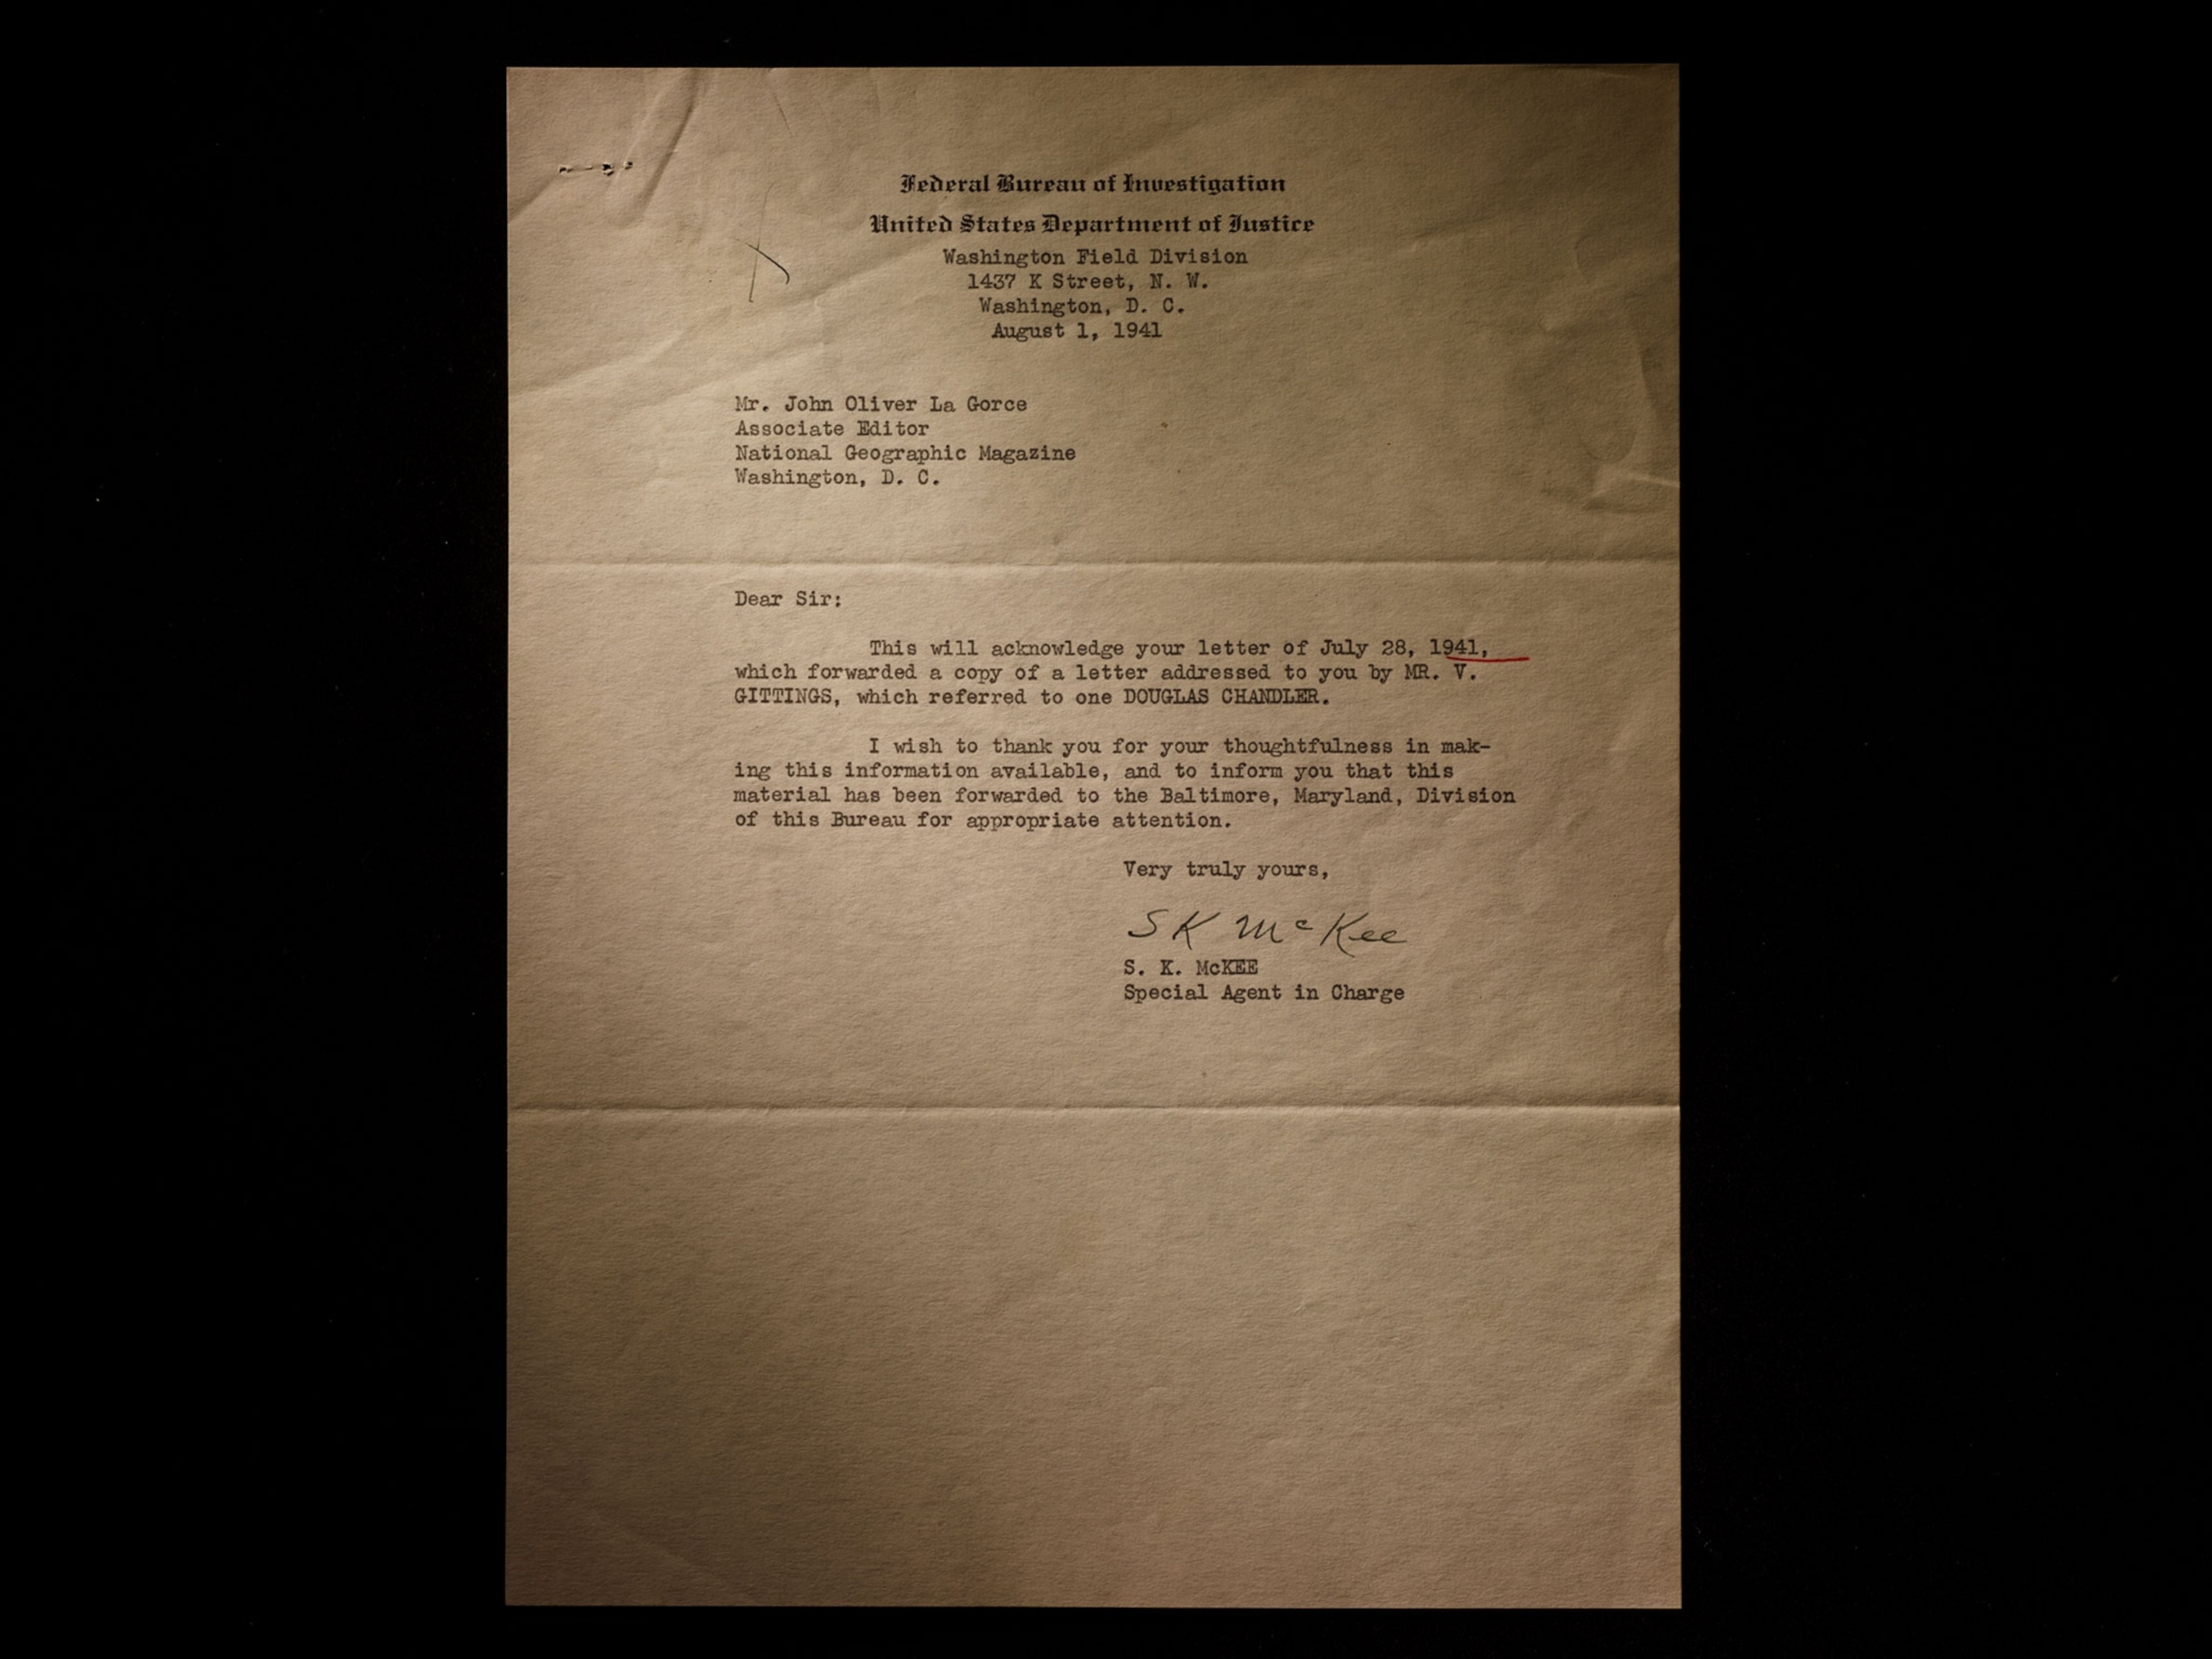 Federal Bureau of Investigation
United States Department of Justice
Washington Field Division
1437 K Street, N. W.
Washington, D. C.
August 1, 1941
Mr. John Oliver La Gorce
Associate Editor
National Geographic Magazine
Washington, D. C.
Dear Sir:
This will acknowledge your letter of July 28, 1941,
which forwarded a copy of a letter addressed to you by MR. V.
GITTINGS, which referred to one DOUGLAS CHANDLER.
I wish to thank you for your thoughtfulness in mak-
ing this information available, and to inform you that this
material has been forwarded to the Baltimore, Maryland, Division
of this Bureau for appropriate attention.
Very truly yours,
S K McKee
S. K. McKEE
Special Agent in Charge